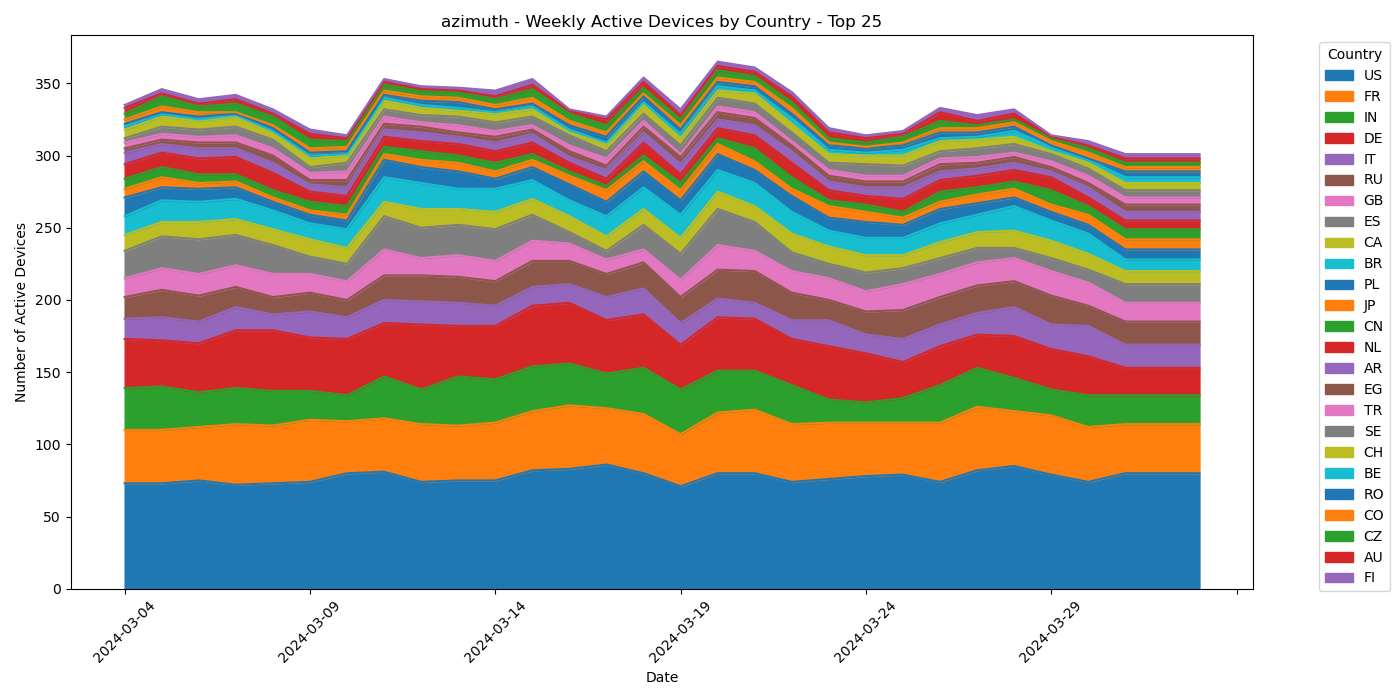 azimuth - Weekly Active Devices by Country - Top 25
Number of Active Devices
350
300
250
200
150
100
50
0
2024-03-04
2024-03-09
2024-03-14
2024-03-19
2024-03-24
2024-03-29
Date
Country
US
FR
IN
DE
IT
RU
GB
ES
CA
BR
PL
JP
CN
NL
AR
EG
TR
SE
CH
BE
RO
CO
CZ
AU
FI